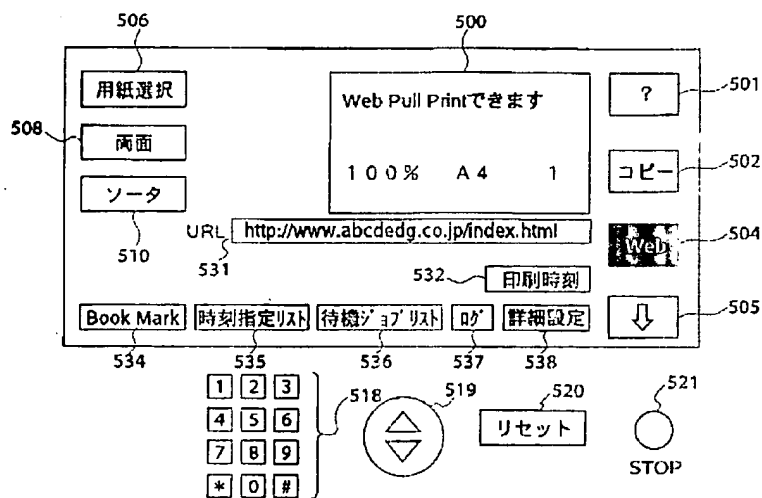 506
500
用紙選択
Web Pull Printできます
?
501
508
両面
100% A4 1
コピー
502
ソータ
510
URL http://www.abcdedg.co.jp/index.html
531
Web
504
532
印刷時刻
Book Mark 時刻指定リスト 待機ジョブリスト ログ 詳細設定
505
534 535 536 537 538
1 2 3
4 5 6
7 8 9
* 0 #
518
519
520
リセット
521
STOP